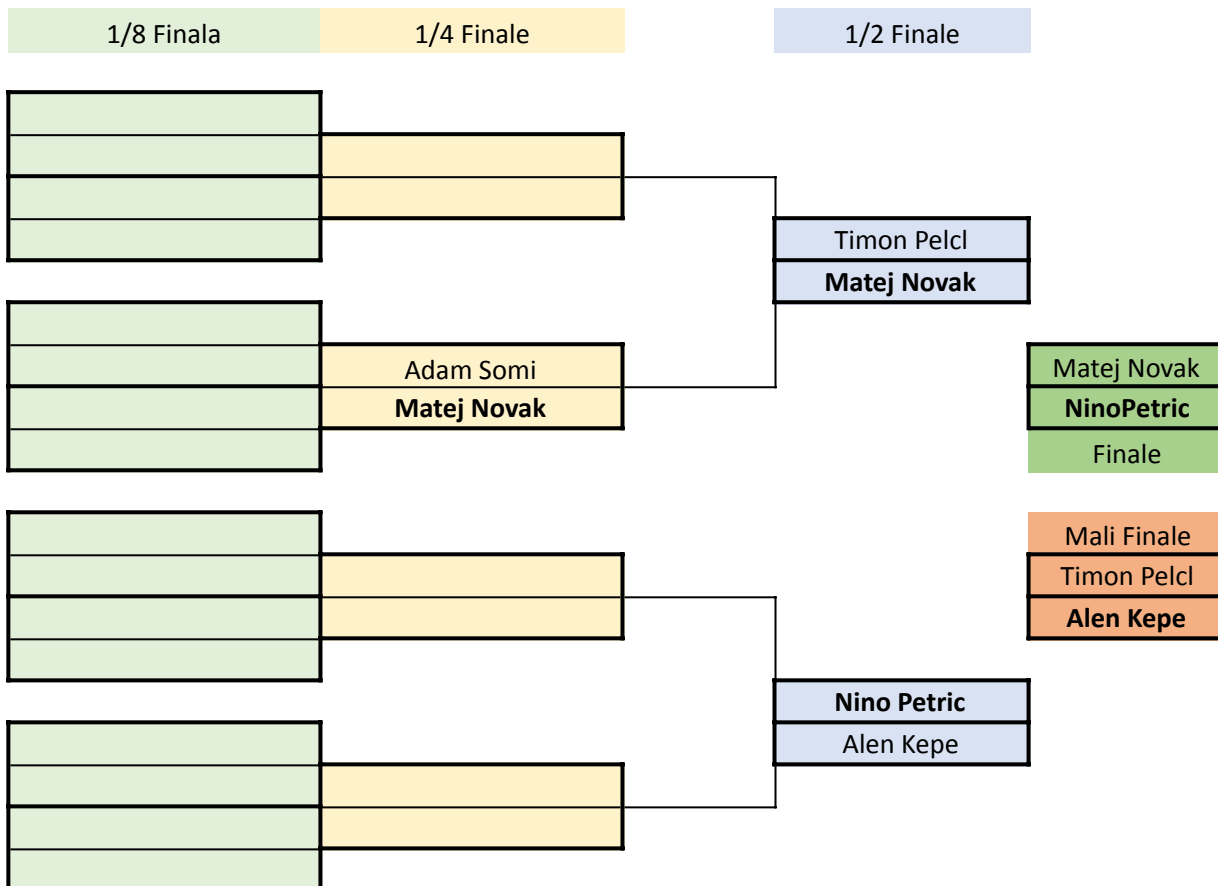 1/8 Finala
1/4 Finale
1/2 Finale
Timon Pelcl
Matej Novak
Adam Somi
Matej Novak
Matej Novak
NinoPetric
Finale
Mali Finale
Timon Pelcl
Alen Kepe
Nino Petric
Alen Kepe